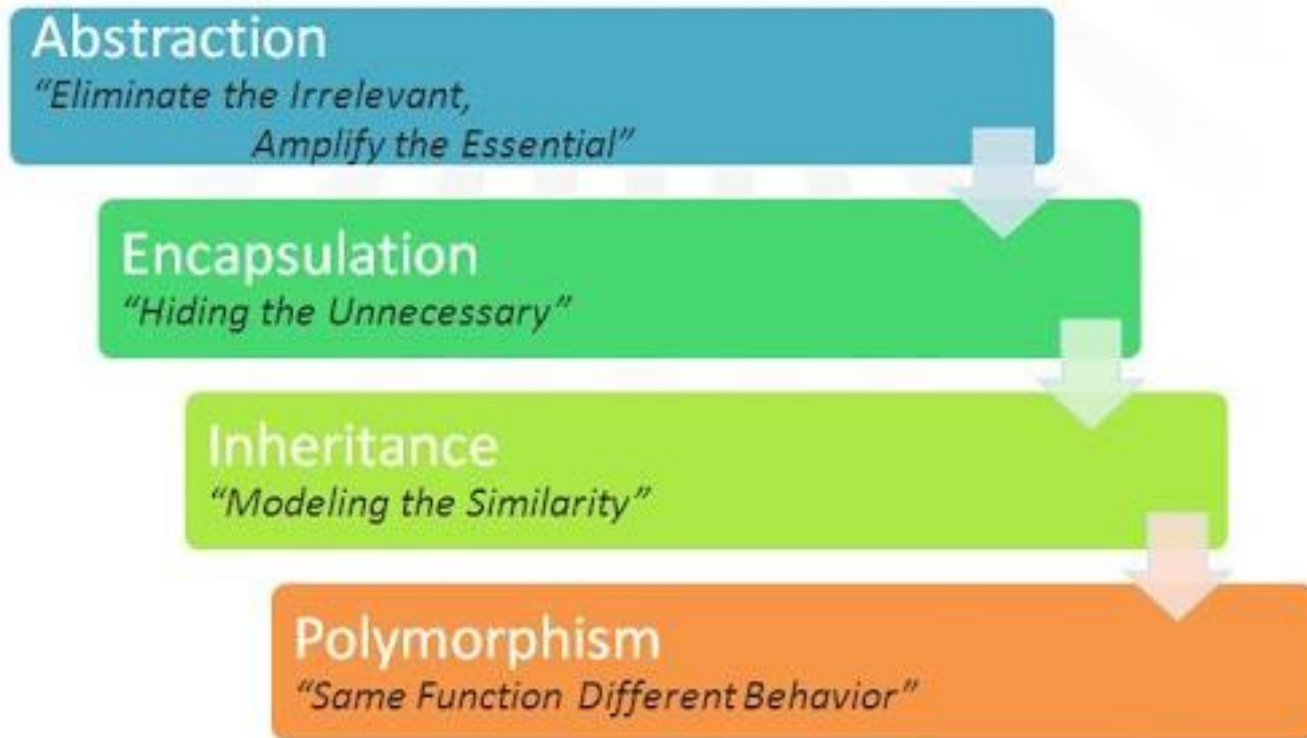 Abstraction
“Eliminate the Irrelevant,
Amplify the Essential”
Encapsulation
“Hiding the Unnecessary”
Inheritance
“Modeling the Similarity”
Polymorphism
“Same Function Different Behavior”